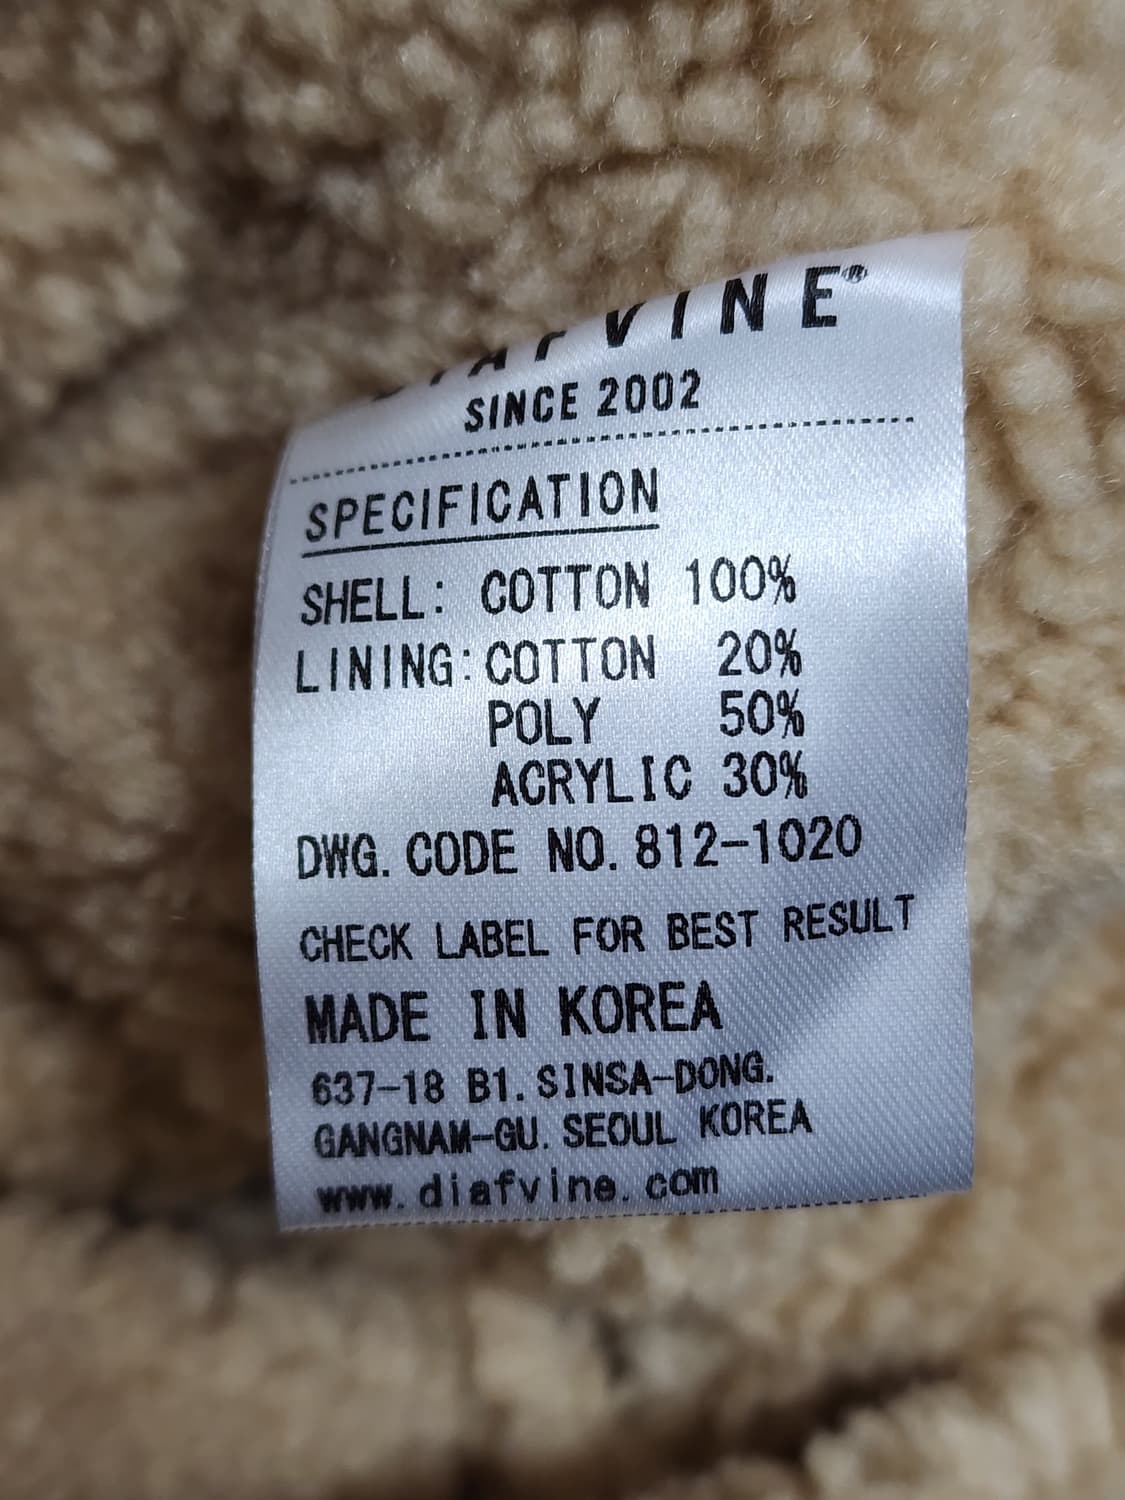 DIAFVINE®
SINCE 2002
SPECIFICATION
SHELL: COTTON 100%
LINING: COTTON 20%
POLY 50%
ACRYLIC 30%
DWG. CODE NO. 812-1020
CHECK LABEL FOR BEST RESULT
MADE IN KOREA
637-18 B1. SINSA-DONG.
GANGNAM-GU. SEOUL KOREA
www.diafvine.com